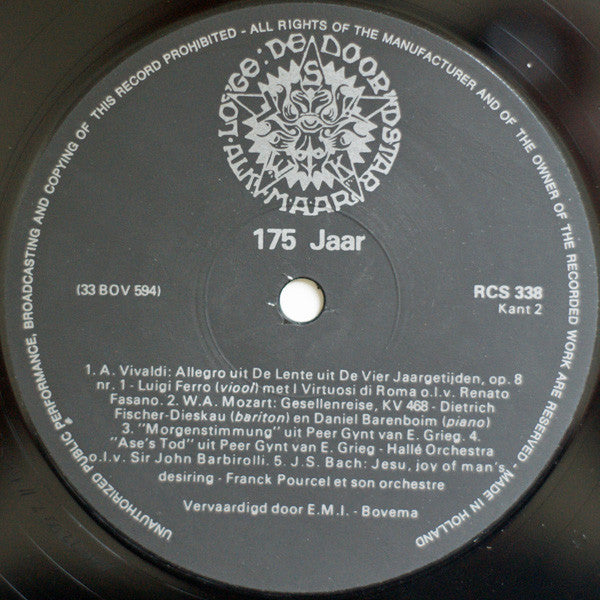 UNAUTHORIZED PUBLIC PERFORMANCE, BROADCASTING AND COPYING OF THIS RECORD PROHIBITED - ALL RIGHTS OF THE MANUFACTURER AND OF THE OWNER OF THE RECORDED WORK ARE RESERVED - MADE IN HOLLAND
LOGE: DE NOORDSTAR
ALKMAAR
175 Jaar
(33 BOV 594)
RCS 338
Kant 2
1. A. Vivaldi: Allegro uit De Lente uit De Vier Jaargetijden, op. 8
nr. 1 - Luigi Ferro (viool) met I Virtuosi di Roma o.l.v. Renato
Fasano. 2. W.A. Mozart: Gesellenreise, KV 468 - Dietrich
Fischer-Dieskau (bariton) en Daniel Barenboim (piano)
3. "Morgenstimmung" uit Peer Gynt van E. Grieg. 4.
"Ase's Tod" uit Peer Gynt van E. Grieg - Hallé Orchestra
o.l.v. Sir John Barbirolli. 5. J.S. Bach: Jesu, joy of man's
desiring - Franck Pourcel et son orchestre
Vervaardigd door E.M.I. - Bovema